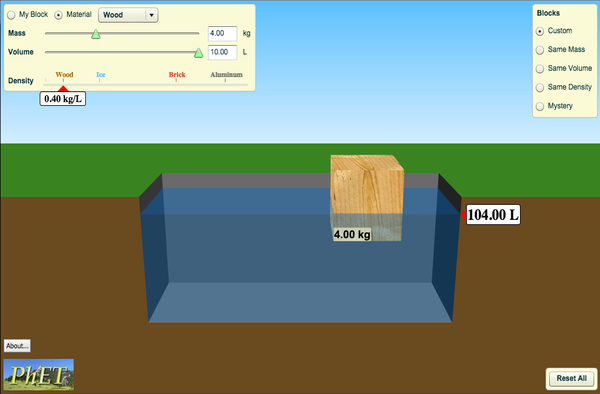 My Block Material Wood
Mass 4.00 kg
Volume 10.00 L
Wood Ice Brick Aluminum
Density
0.40 kg/L
Blocks
Custom
Same Mass
Same Volume
Same Density
Mystery
104.00 L
4.00 kg
About...
PhET
Reset All